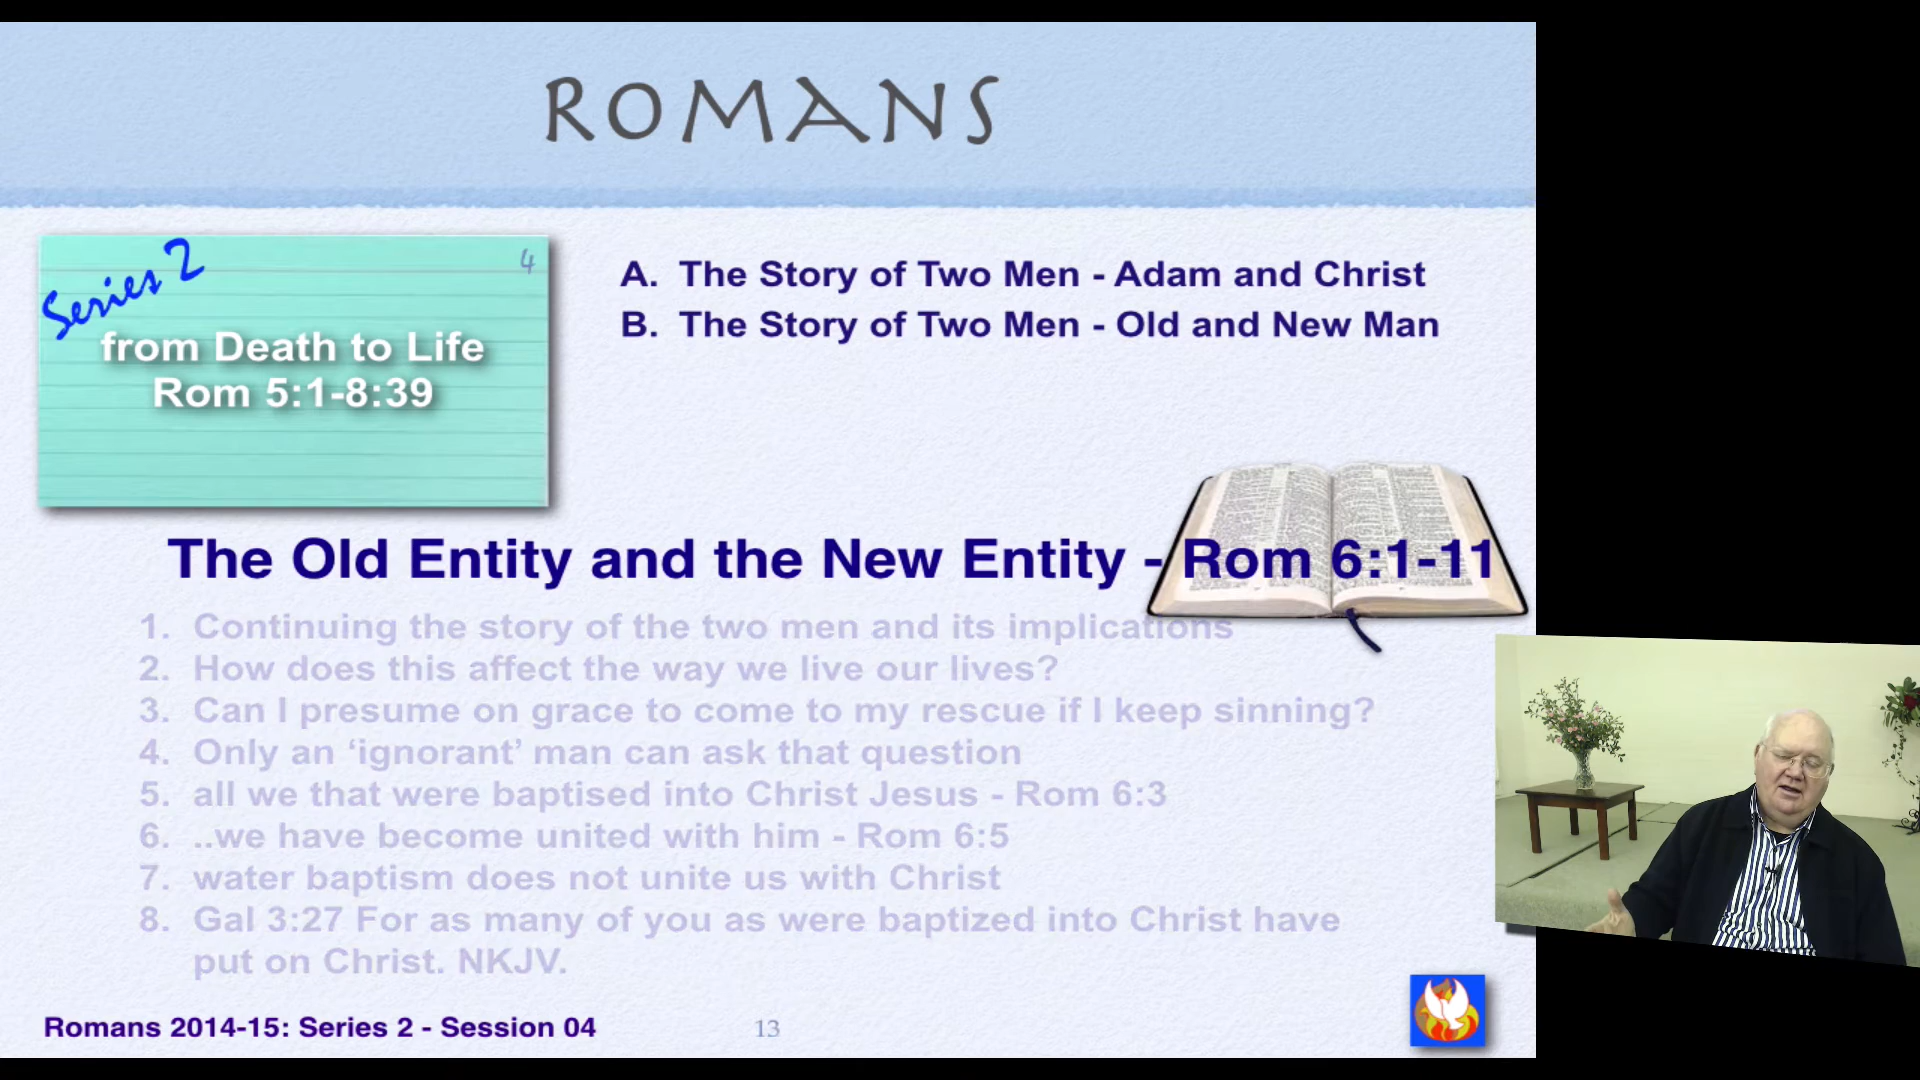 ROMANS
Series 2
4
from Death to Life
Rom 5:1-8:39
A. The Story of Two Men - Adam and Christ
B. The Story of Two Men - Old and New Man
The Old Entity and the New Entity - Rom 6:1-11
1. Continuing the story of the two men and its implications
2. How does this affect the way we live our lives?
3. Can I presume on grace to come to my rescue if I keep sinning?
4. Only an ‘ignorant’ man can ask that question
5. all we that were baptised into Christ Jesus - Rom 6:3
6. ..we have become united with him - Rom 6:5
7. water baptism does not unite us with Christ
8. Gal 3:27 For as many of you as were baptized into Christ have
put on Christ. NKJV.
Romans 2014-15: Series 2 - Session 04
13